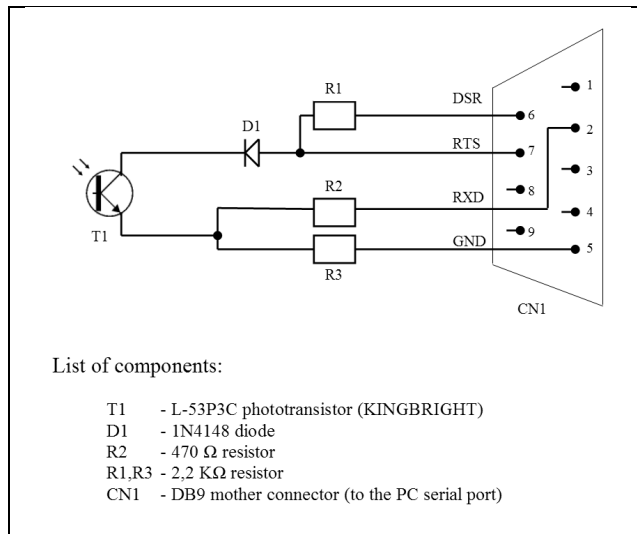 R1
DSR
1
6
2
D1
RTS
7
3
R2
8
RXD
4
T1
9
GND
5
R3
CN1
List of components:
T1 - L-53P3C phototransistor (KINGBRIGHT)
D1 - 1N4148 diode
R2 - 470 Ω resistor
R1,R3 - 2,2 KΩ resistor
CN1 - DB9 mother connector (to the PC serial port)